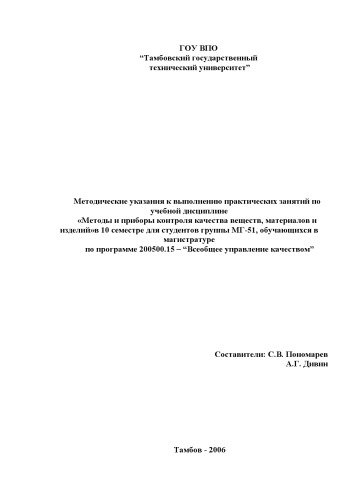 ГОУ ВПО
“Тамбовский государственный
технический университет”
Методические указания к выполнению практических занятий по
учебной дисциплине
«Методы и приборы контроля качества веществ, материалов и
изделий»в 10 семестре для студентов группы МГ-51, обучающихся в
магистратуре
по программе 200500.15 – “Всеобщее управление качеством”
Составители: С.В. Пономарев
А.Г. Дивин
Тамбов - 2006